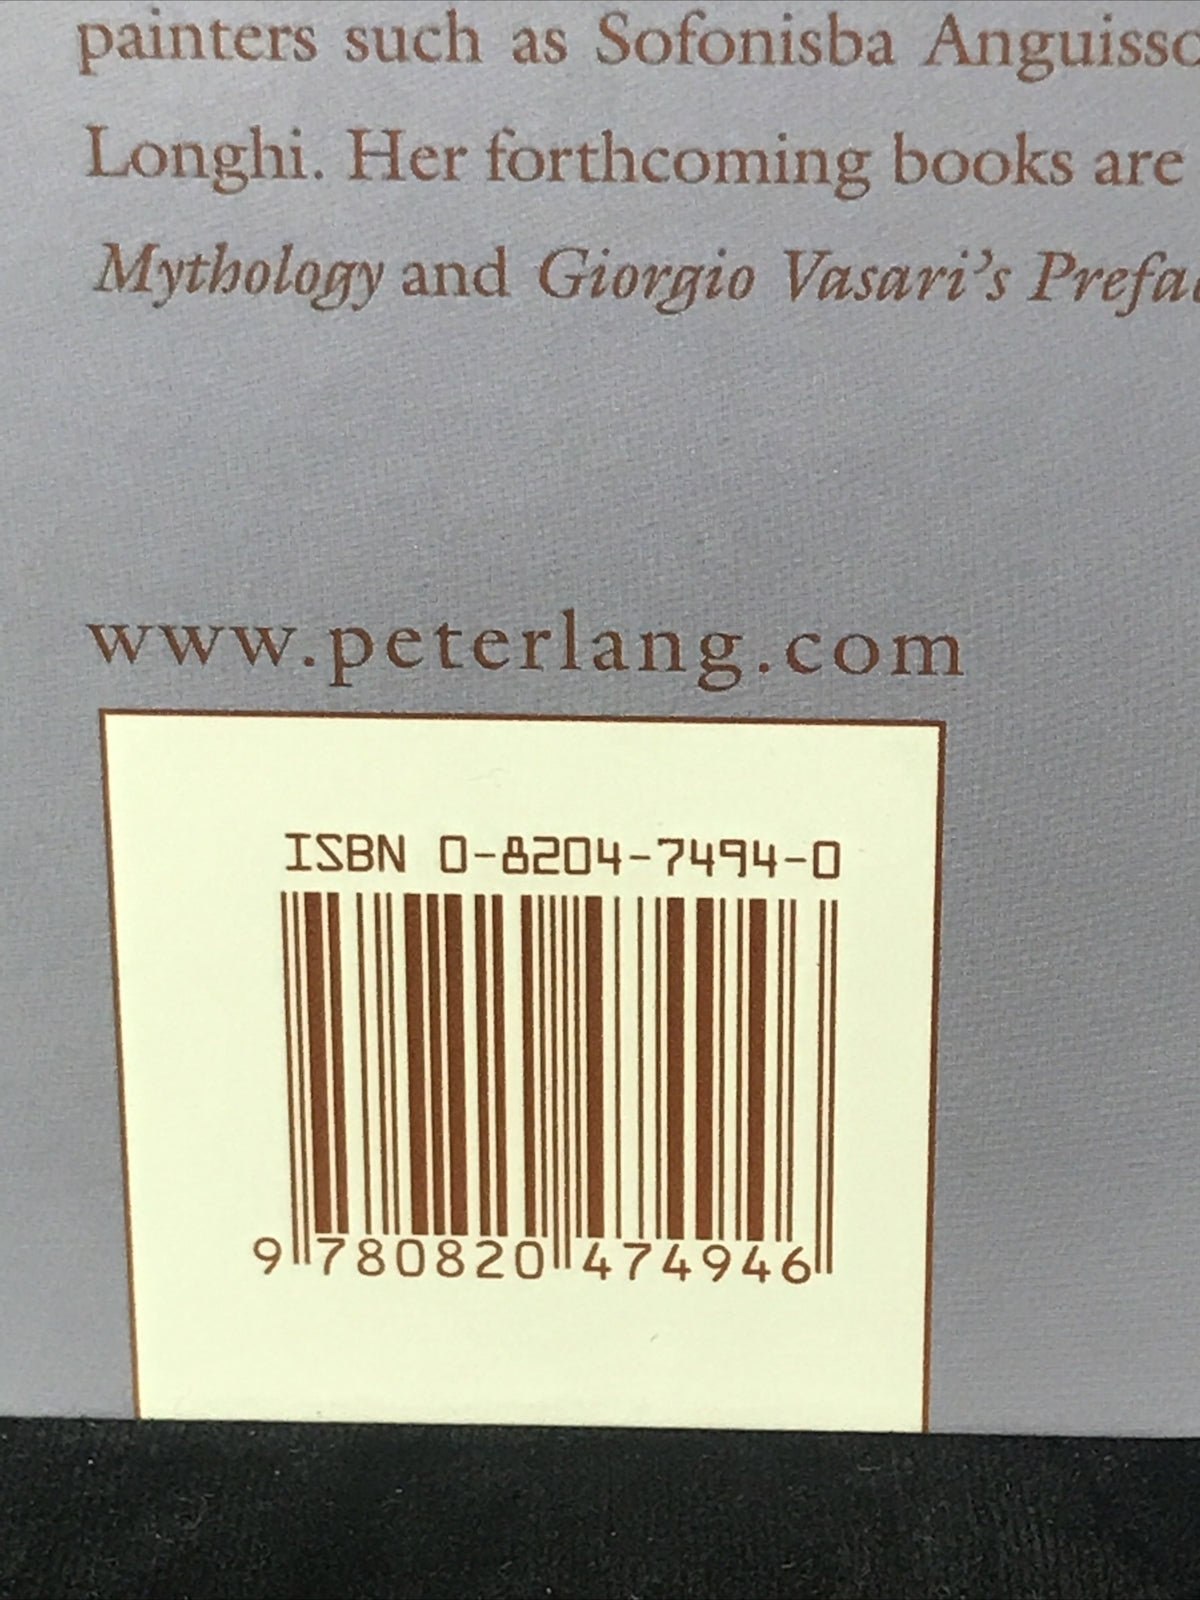 painters such as Sofonisba Anguisso
Longhi. Her forthcoming books are
Mythology and Giorgio Vasari's Prefa
www.peterlang.com
ISBN 0-8204-7494-0
9 780820 474946